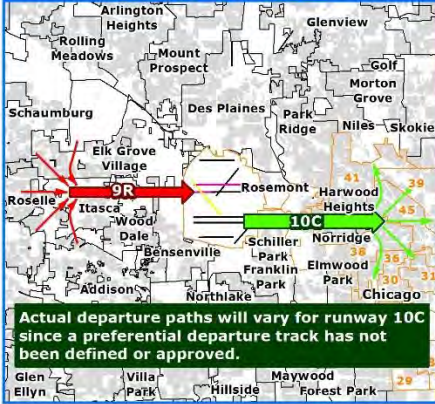 Arlington
Heights
Glenview
Rolling
Meadows
Mount
Prospect
Golf
Morton
Grove
Des Plaines
Schaumburg
Park
Ridge
Niles
Skokie
Elk Grove
Village
41
39
9R
Rosemont
Harwood
Heights
Roselle
Itasca
45
Wood
Dale
10C
Norridge
Schiller
Park
Bensenville
38
36
Franklin
Park
Elmwood
Park
31
30
Addison
Northlake
Chicago
Actual departure paths will vary for runway 10C
since a preferential departure track has not
been defined or approved.
Glen
Ellyn
Villa
Park
Hillside
Maywood
Forest Park
29